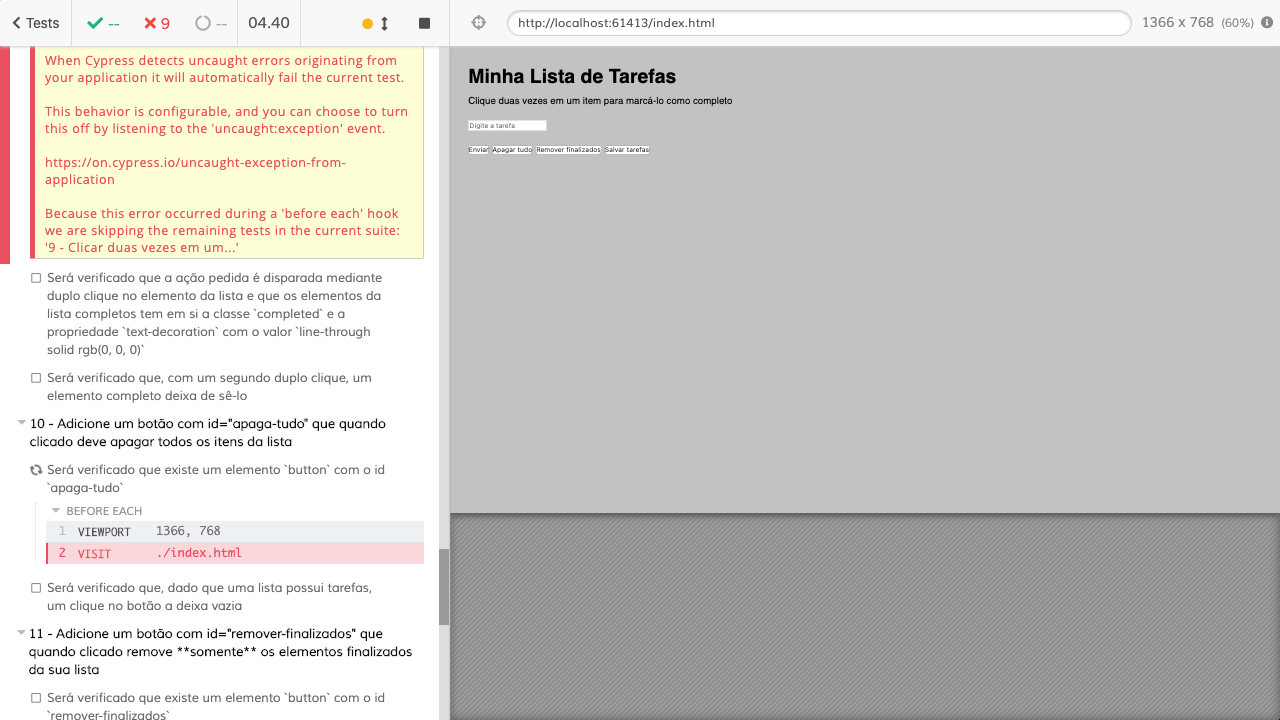 Tests
--
9
--
04.40
http://localhost:61413/index.html
1366 x 768 (60%)
When Cypress detects uncaught errors originating from
your application it will automatically fail the current test.
This behavior is configurable, and you can choose to turn
this off by listening to the 'uncaught:exception' event.
https://on.cypress.io/uncaught-exception-from-
application
Because this error occurred during a 'before each' hook
we are skipping the remaining tests in the current suite:
'9 - Clicar duas vezes em um...'
Será verificado que a ação pedida é disparada mediante
duplo clique no elemento da lista e que os elementos da
lista completos tem em si a classe `completed` e a
propriedade `text-decoration` com o valor `line-through
solid rgb(0, 0, 0)`
Será verificado que, com um segundo duplo clique, um
elemento completo deixa de sê-lo
10 - Adicione um botão com id="apaga-tudo" que quando
clicado deve apagar todos os itens da lista
Será verificado que existe um elemento `button` com o id
`apaga-tudo`
BEFORE EACH
1 VIEWPORT 1366, 768
2 VISIT ./index.html
Será verificado que, dado que uma lista possui tarefas,
um clique no botão a deixa vazia
11 - Adicione um botão com id="remover-finalizados" que
quando clicado remove **somente** os elementos finalizados
da sua lista
Será verificado que existe um elemento `button` com o id
`remover-finalizados`
Minha Lista de Tarefas
Clique duas vezes em um item para marcá-lo como completo
Digite a tarefa
Enviar Apagar tudo Remover finalizados Salvar tarefas